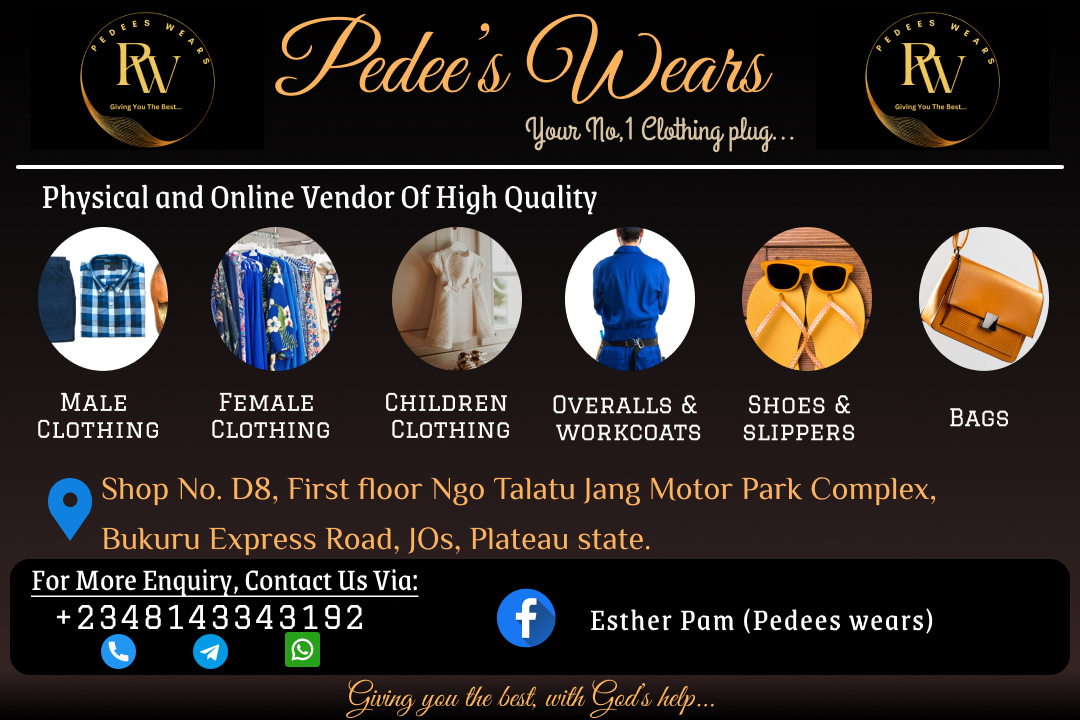 PEDEES WEARS
RW
Giving You The Best...
Pedee's Wears
Your No,1 Clothing plug...
PEDEES WEARS
RW
Giving You The Best...
Physical and Online Vendor Of High Quality
Male Clothing
Female Clothing
Children Clothing
Overalls & workcoats
Shoes & slippers
Bags
Shop No. D8, First floor Ngo Talatu Jang Motor Park Complex,
Bukuru Express Road, JOs, Plateau state.
For More Enquiry, Contact Us Via:
+2348143343192
Esther Pam (Pedees wears)
Giving you the best, with God's help...